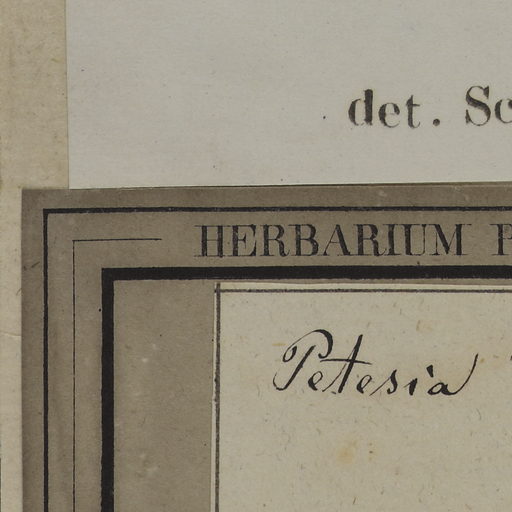 det. Sc
HERBARIUM P
Petesia